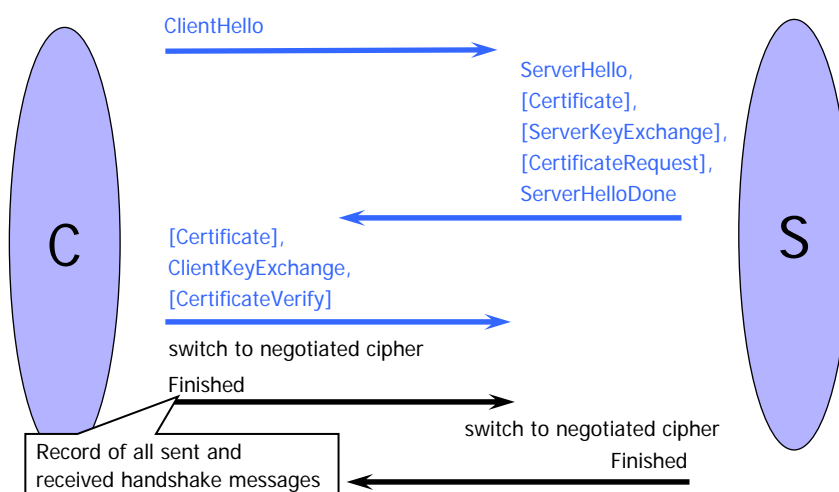 ClientHello
ServerHello,
[Certificate],
[ServerKeyExchange],
[CertificateRequest],
ServerHelloDone
C
S
[Certificate],
ClientKeyExchange,
[CertificateVerify]
switch to negotiated cipher
Finished
switch to negotiated cipher
Finished
Record of all sent and
received handshake messages